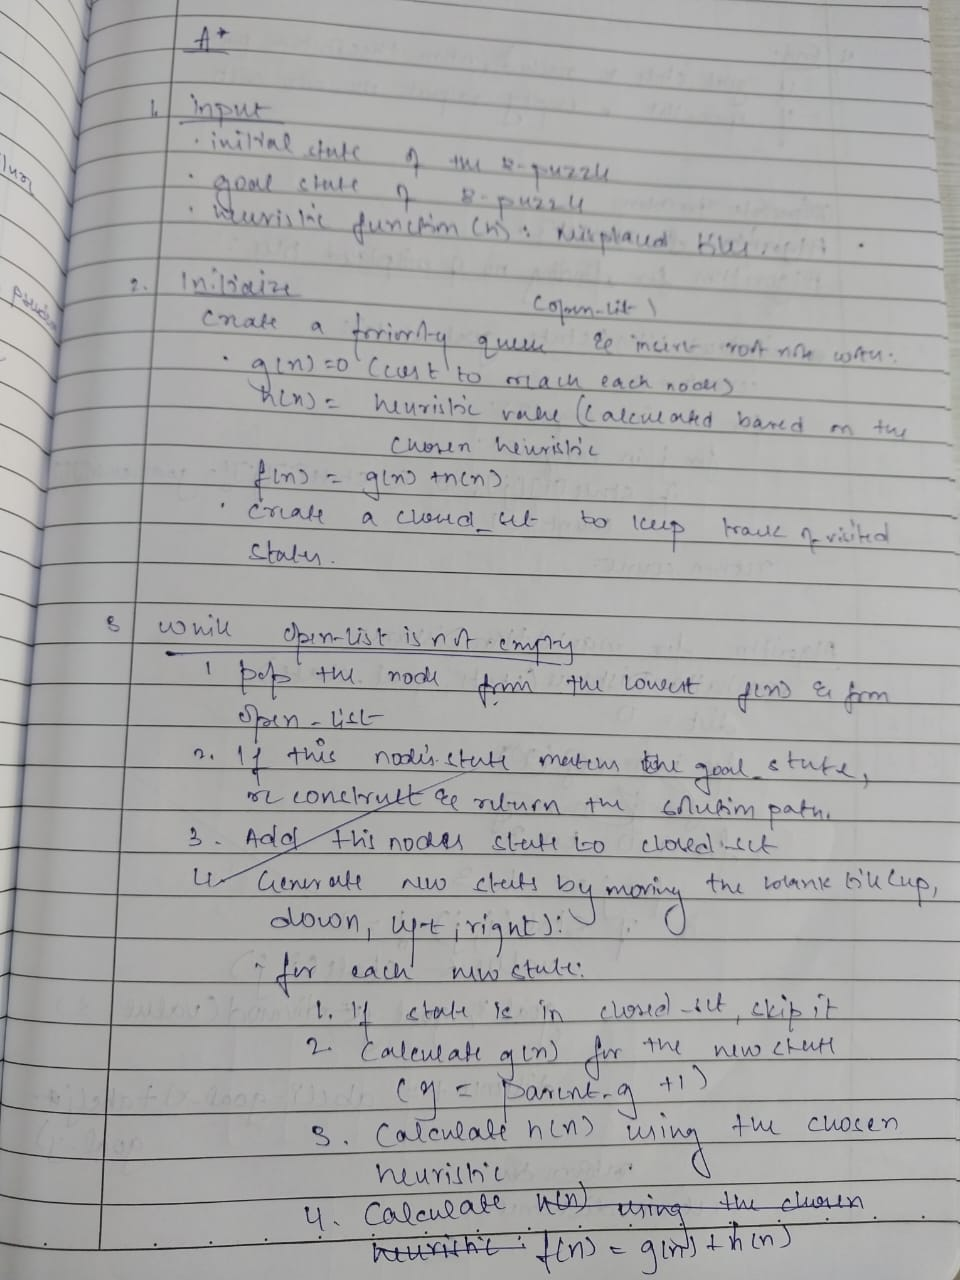 A*
1. input
· initial state of the 8-puzzle
· goal state of 8-puzzle
· heuristic function (h): misplaced tiles.
2. Initiaize
(open-list)
create a priority queue & insert root node with:
· g(n)=0 (cost to reach each node)
h(n) = heuristic value (calculated based on the
chosen heuristic
f(n) = g(n) +h(n)
· create a closed_set to keep track of visited
states.
3 While open-list is not empty
1 pop the node from the lowest f(n) & from
open-list
2. If this node's state matches the goal_state,
reconstruct & return the solution path.
3. Add this nodes state to closed-set
4. Generate new states by moving the blank tile (up,
down, left, right):
for each new state:
1. If state is in closed-set, skip it
2. Calculate g(n) for the new state
(g = parent.g +1)
3. Calculate h(n) using the chosen
heuristic
4. Calculate h(n) using the chosen
heuristic: f(n) = g(n) + h(n)